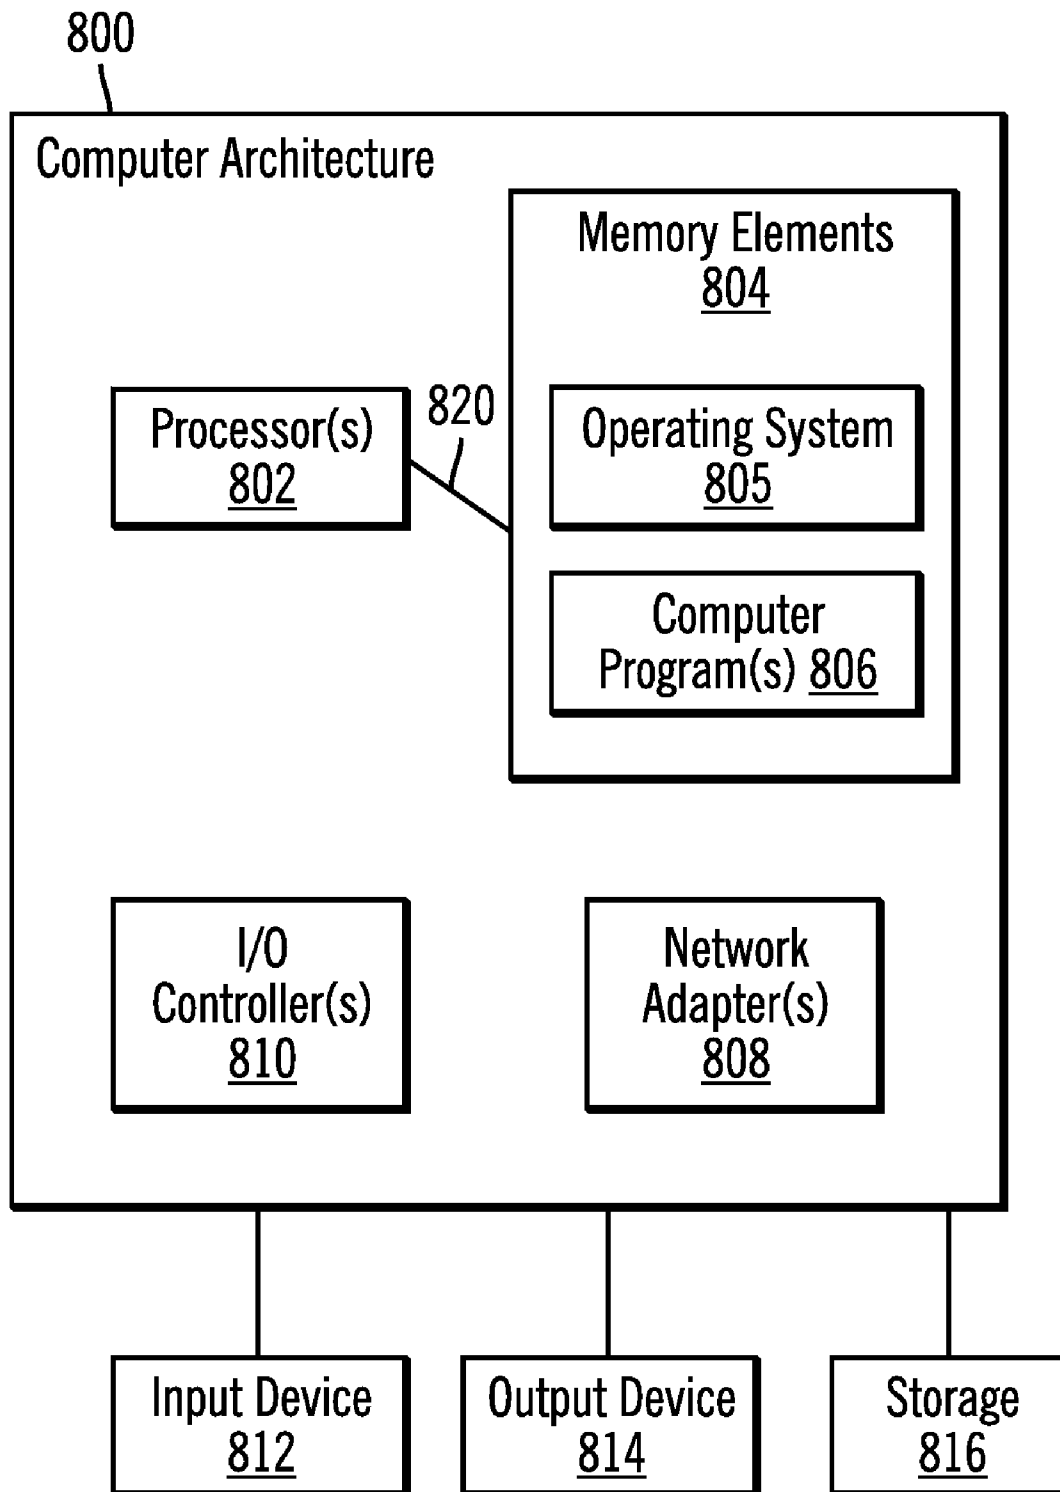 800
Computer Architecture
Memory Elements
804
Processor(s)
802
820
Operating System
805
Computer
Program(s) 806
I/O
Controller(s)
810
Network
Adapter(s)
808
Input Device
812
Output Device
814
Storage
816